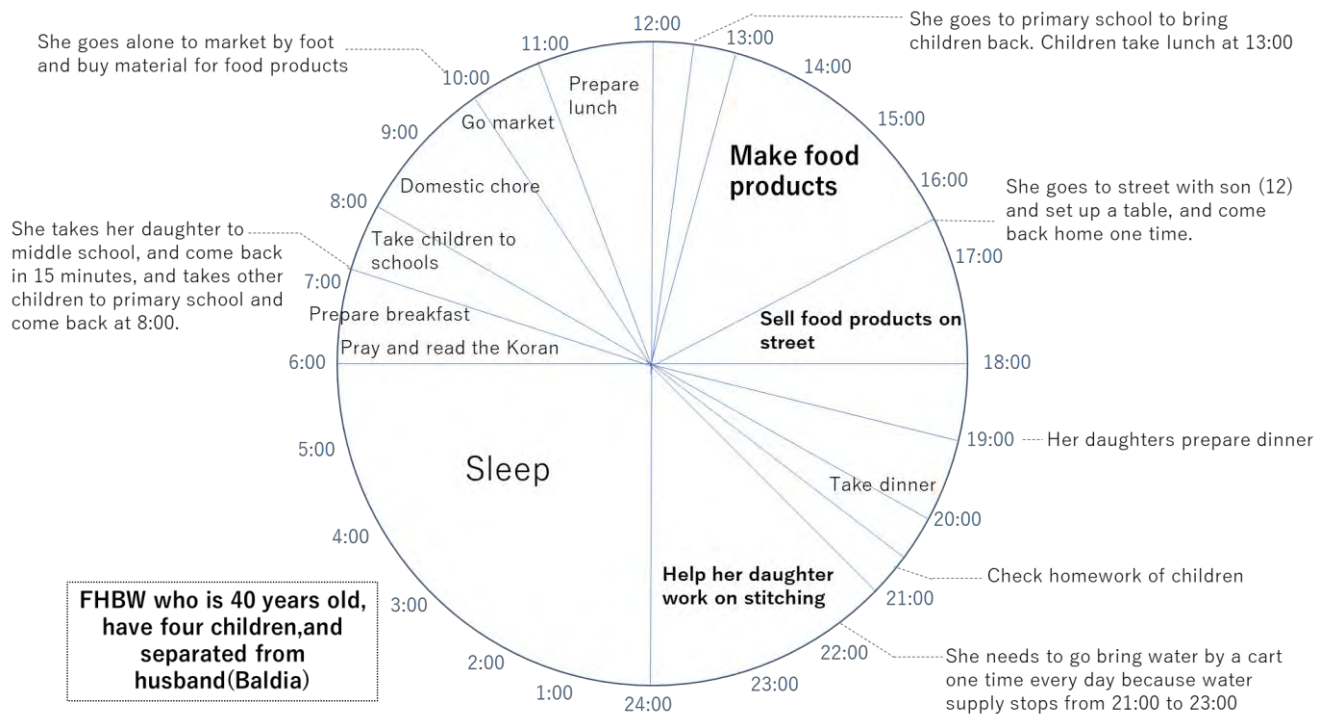 She goes alone to market by foot
and buy material for food products
She goes to primary school to bring
children back. Children take lunch at 13:00
12:00
13:00
14:00
15:00
16:00
17:00
18:00
19:00
20:00
21:00
22:00
23:00
24:00
1:00
2:00
3:00
4:00
5:00
6:00
7:00
8:00
9:00
10:00
11:00
Prepare
lunch
Go market
Domestic chore
Take children to
schools
Prepare breakfast
Pray and read the Koran
Make food
products
She goes to street with son (12)
and set up a table, and come
back home one time.
She takes her daughter to
middle school, and come back
in 15 minutes, and takes other
children to primary school and
come back at 8:00.
Sell food products on
street
Her daughters prepare dinner
Sleep
Take dinner
Check homework of children
Help her daughter
work on stitching
She needs to go bring water by a cart
one time every day because water
supply stops from 21:00 to 23:00
FHBW who is 40 years old,
have four children,and
separated from
husband(Baldia)